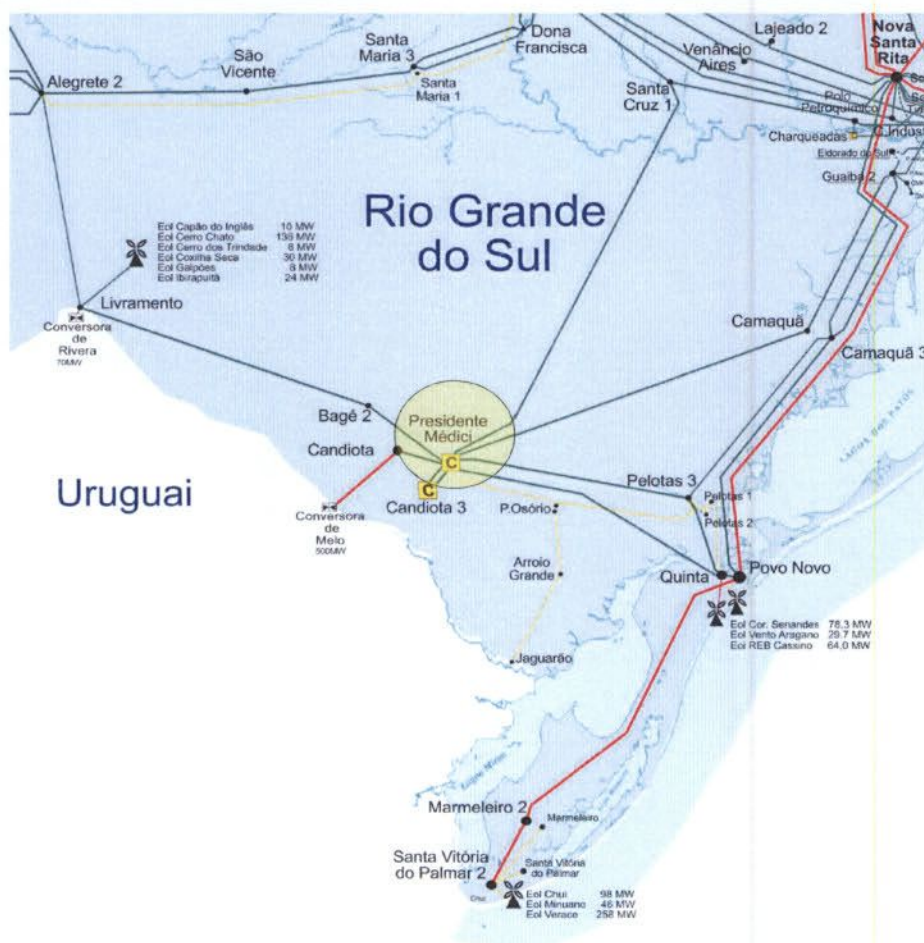 Lajeado 2
Nova
Santa
Rita
Dona
Francisca
Santa
Maria 3
Venâncio
Aires
São
Vicente
Alegrete 2
Santa
Maria 1
Santa
Cruz 1
Polo
Petroquímico
C.Indust
Charqueadas
Eldorado do Sul
Guaíba 2
Rio Grande
do Sul
Eol Capão do Inglês 10 MW
Eol Cerro Chato 138 MW
Eol Cerro dos Trindade 8 MW
Eol Coxilha Seca 30 MW
Eol Galpões 8 MW
Eol Ibirapuitã 24 MW
Livramento
Conversora
de
Rivera
70MW
Camaquã
Camaquã 3
Bagé 2
Presidente
Médici
Candiota
C
C
Candiota 3
LAGOA DOS PATOS
Uruguai
Conversora
de
Melo
500MW
P.Osório
Pelotas 3
Pelotas 1
Pelotas 2
Arroio
Grande
Quinta
Povo Novo
Eol Cor. Senandes 78,3 MW
Eol Vento Aragano 29,7 MW
Eol REB Cassino 64,0 MW
Jaguarão
Lagoa Mirim
Marmeleiro 2
Marmeleiro
Santa Vitória
do Palmar 2
Santa Vitória
do Palmar
Chuí
Eol Chuí 98 MW
Eol Minuano 46 MW
Eol Verace 258 MW